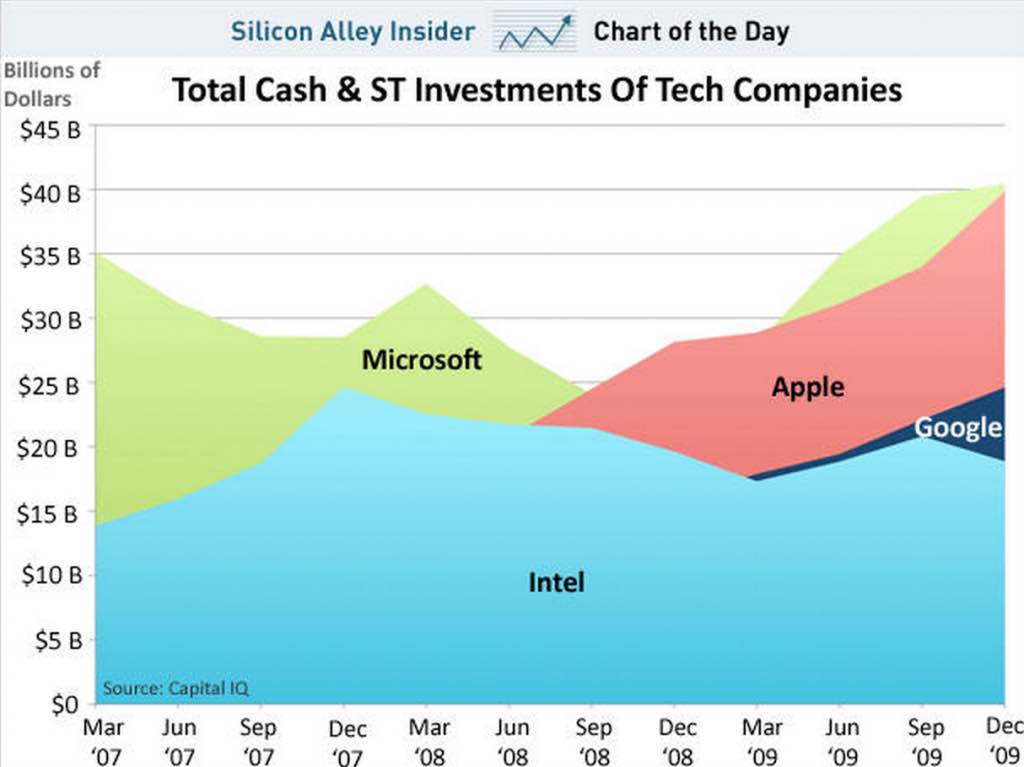 Silicon Alley Insider Chart of the Day
Billions of
Dollars
Total Cash & ST Investments Of Tech Companies
$45 B
$40 B
$35 B
$30 B
$25 B
$20 B
$15 B
$10 B
$5 B
$0
Microsoft
Apple
Google
Intel
Source: Capital IQ
Mar Jun Sep Dec Mar Jun Sep Dec Mar Jun Sep Dec
‘07 ‘07 ‘07 ‘07 ‘08 ‘08 ‘08 ‘08 ‘09 ‘09 ‘09 ‘09